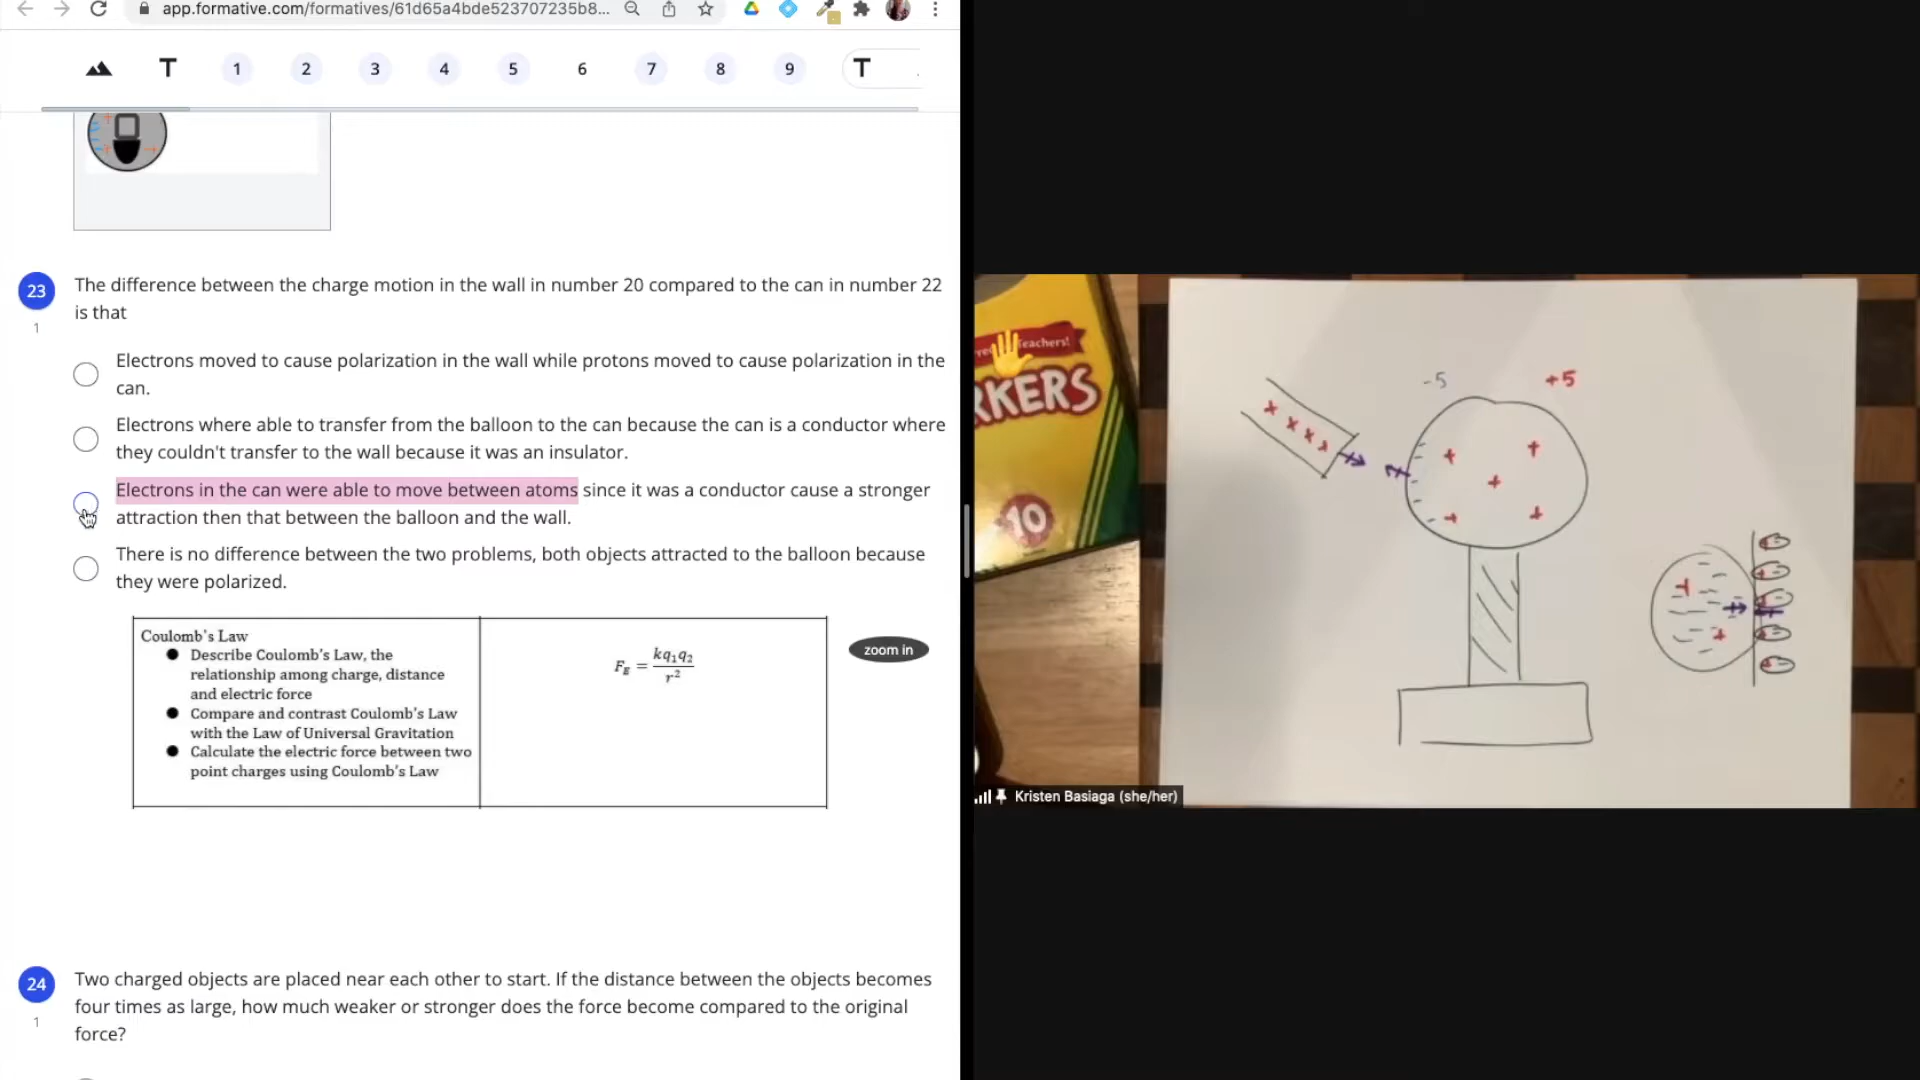 app.formative.com/formatives/61d65a4bde523707235b8...
T 1 2 3 4 5 6 7 8 9 T
23 The difference between the charge motion in the wall in number 20 compared to the can in number 22
is that
1
Electrons moved to cause polarization in the wall while protons moved to cause polarization in the
can.
Electrons where able to transfer from the balloon to the can because the can is a conductor where
they couldn't transfer to the wall because it was an insulator.
Electrons in the can were able to move between atoms since it was a conductor cause a stronger
attraction then that between the balloon and the wall.
There is no difference between the two problems, both objects attracted to the balloon because
they were polarized.
Coulomb's Law
● Describe Coulomb's Law, the
relationship among charge, distance
and electric force
● Compare and contrast Coulomb's Law
with the Law of Universal Gravitation
● Calculate the electric force between two
point charges using Coulomb's Law
F_E = kq₁q₂ / r²
zoom in
24 Two charged objects are placed near each other to start. If the distance between the objects becomes
four times as large, how much weaker or stronger does the force become compared to the original
1
force?
eachers!
RKERS
10
-5 +5
Kristen Basiaga (she/her)